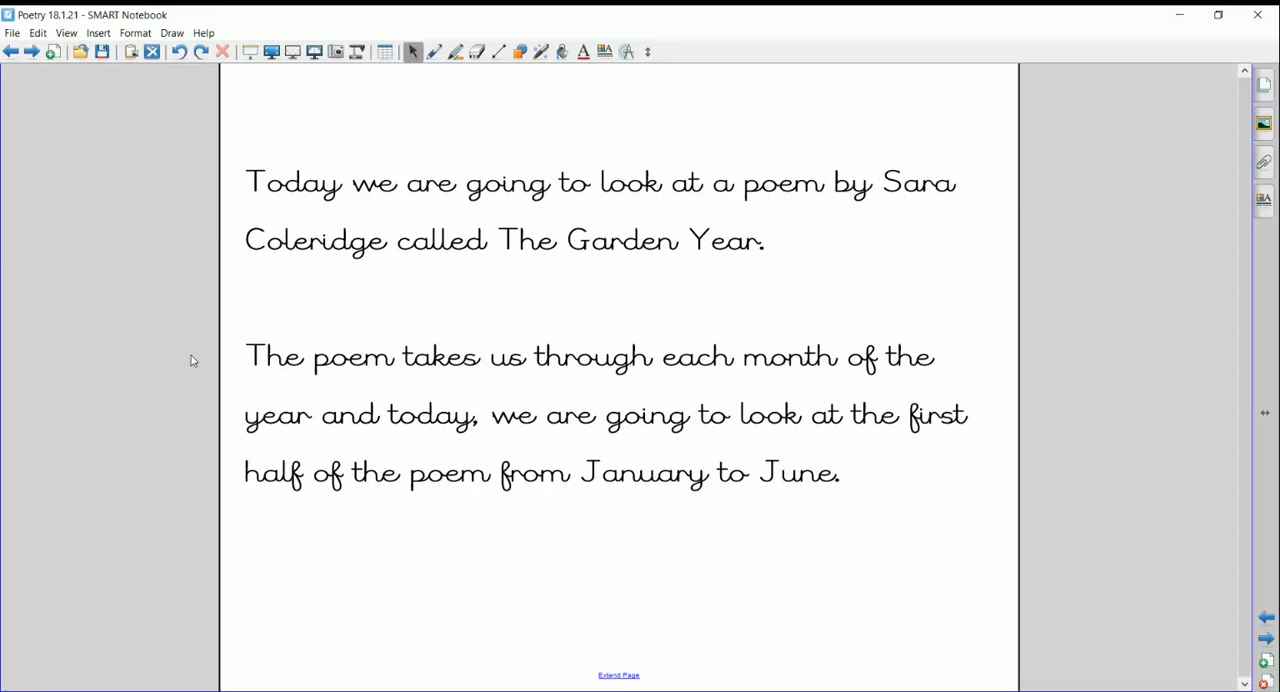 Poetry 18.1.21 - SMART Notebook
File Edit View Insert Format Draw Help
Today we are going to look at a poem by Sara
Coleridge called The Garden Year.
The poem takes us through each month of the
year and today, we are going to look at the first
half of the poem from January to June.
Extend Page